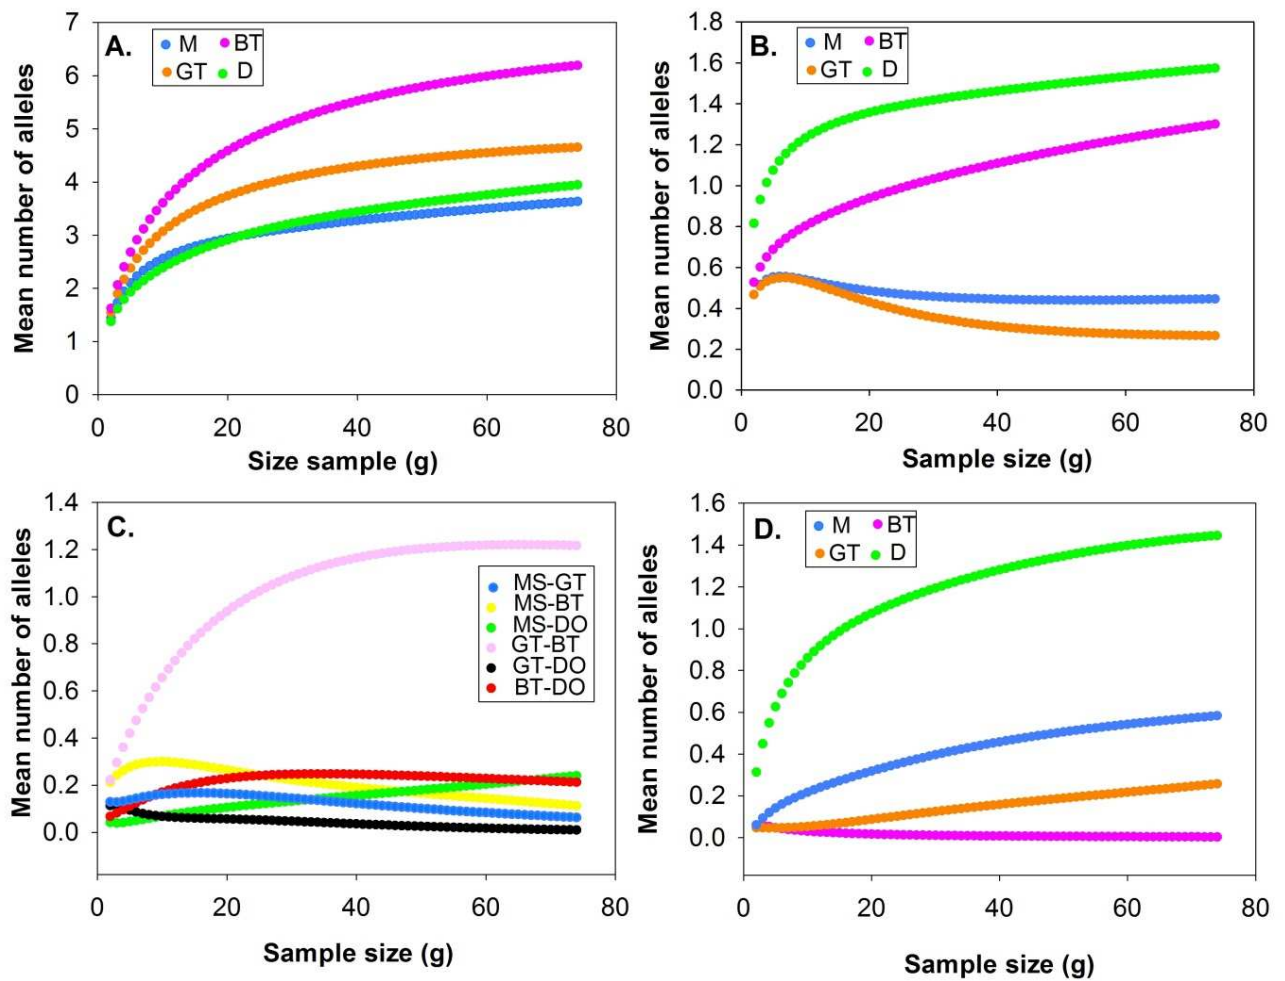 A.
M BT
GT D
7
6
5
4
3
2
1
0
Mean number of alleles
0 20 40 60 80
Size sample (g)
B.
M BT
GT D
1.8
1.6
1.4
1.2
1.0
0.8
0.6
0.4
0.2
0.0
Mean number of alleles
0 20 40 60 80
Sample size (g)
C.
MS-GT
MS-BT
MS-DO
GT-BT
GT-DO
BT-DO
1.4
1.2
1.0
0.8
0.6
0.4
0.2
0.0
Mean number of alleles
0 20 40 60 80
Sample size (g)
D.
M BT
GT D
1.6
1.4
1.2
1.0
0.8
0.6
0.4
0.2
0.0
Mean number of alleles
0 20 40 60 80
Sample size (g)